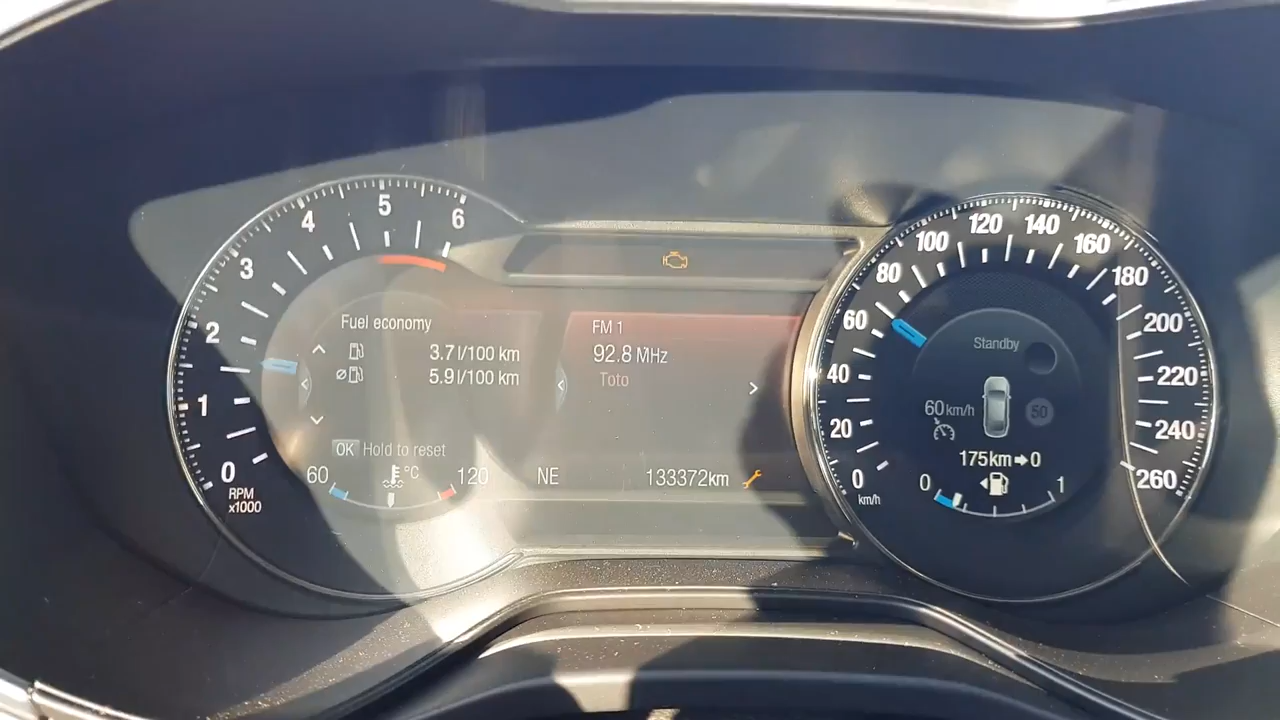 0 1 2 3 4 5 6
RPM
x1000
Fuel economy
3.7 l/100 km
⌀ 5.9 l/100 km
OK Hold to reset
60 °C 120
FM 1
92.8 MHz
Toto
NE 133372km
0 20 40 60 80 100 120 140 160 180 200 220 240 260
km/h
Standby
60 km/h 50
175km➡0
0 1